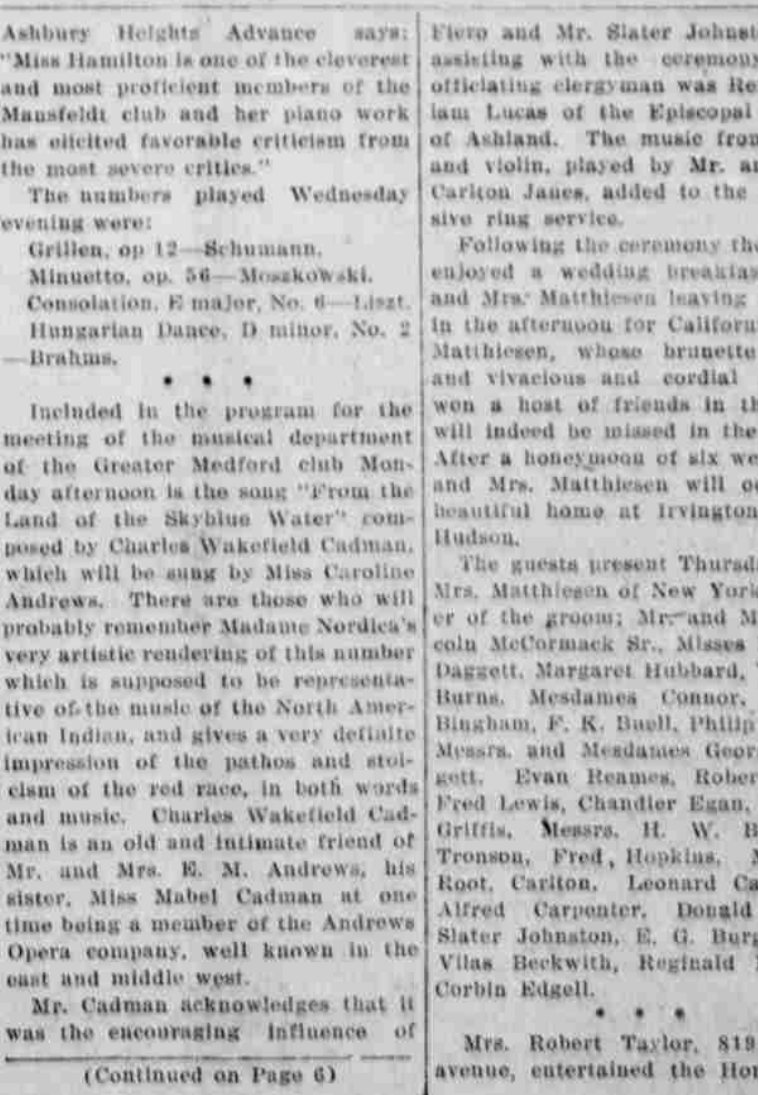 Ashbury Heights Advance says:
"Miss Hamilton is one of the cleverest
and most proficient members of the
Mansfeldt club and her piano work
has elicited favorable criticism from
the most severe critics."
The numbers played Wednesday
evening were:
Grillen, op 12—Schumann.
Minuetto, op. 56—Moszkowski.
Consolation, E major, No. 6—Liszt.
Hungarian Dance, D minor, No. 2
—Brahms.
* * *
Included in the program for the
meeting of the musical department
of the Greater Medford club Mon-
day afternoon is the song "From the
Land of the Skyblue Water" com-
posed by Charles Wakefield Cadman,
which will be sung by Miss Caroline
Andrews. There are those who will
probably remember Madame Nordica's
very artistic rendering of this number
which is supposed to be representa-
tive of the music of the North Amer-
ican Indian, and gives a very definite
impression of the pathos and stoi-
cism of the red race, in both words
and music. Charles Wakefield Cad-
man is an old and intimate friend of
Mr. and Mrs. E. M. Andrews, his
sister, Miss Mabel Cadman at one
time being a member of the Andrews
Opera company, well known in the
east and middle west.
Mr. Cadman acknowledges that it
was the encouraging influence of
(Continued on Page 6)
Fiero and Mr. Slater Johnst
assisting with the ceremony
officiating clergyman was Re
iam Lucas of the Episcopal
of Ashland. The music from
and violin, played by Mr. a
Carlton Janes, added to the
sive ring service.
Following the ceremony the
enjoyed a wedding breakfas
and Mrs. Matthiesen leaving
in the afternoon for Californ
Matthiesen, whose brunette
and vivacious and cordial
won a host of friends in th
will indeed be missed in the
After a honeymoon of six we
and Mrs. Matthiesen will o
beautiful home at Irvington
Hudson.
The guests present Thursd
Mrs. Matthiesen of New York
er of the groom; Mr. and M
coln McCormack Sr., Misses
Daggett, Margaret Hubbard,
Burns, Mesdames Connor,
Bingham, F. K. Buell, Philip
Messrs. and Mesdames Geor
gett, Evan Reames, Rober
Fred Lewis, Chandler Egan,
Griffis, Messrs. H. W. B
Tronson, Fred, Hopkins, M
Root, Carlton, Leonard Ca
Alfred Carpenter, Donald
Slater Johnston, E. G. Burg
Vilas Beckwith, Reginald
Corbin Edgell.
* * *
Mrs. Robert Taylor, 819
avenue, entertained the Hon